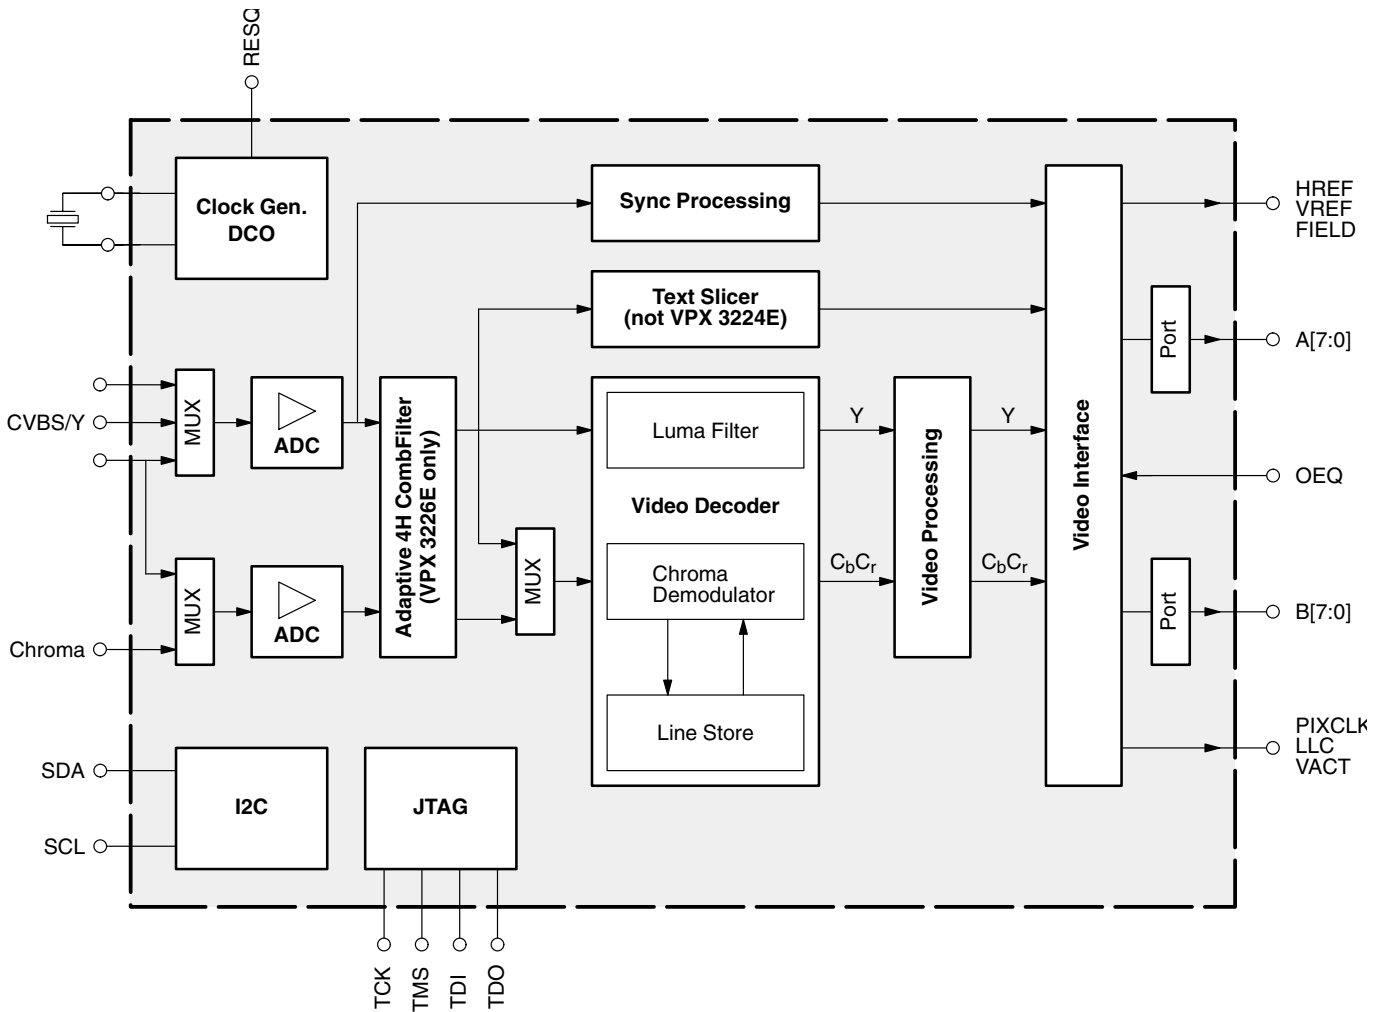 RESQ
Clock Gen.
DCO
Sync Processing
HREF
VREF
FIELD
Text Slicer
(not VPX 3224E)
Port
A[7:0]
CVBS/Y
MUX
ADC
Adaptive 4H CombFilter
(VPX 3226E only)
Luma Filter
Y
Video Processing
Y
Video Interface
Video Decoder
OEQ
MUX
Chroma
Demodulator
CbCr
CbCr
MUX
ADC
Port
B[7:0]
Chroma
Line Store
PIXCLK
LLC
VACT
SDA
I2C
JTAG
SCL
TCK
TMS
TDI
TDO